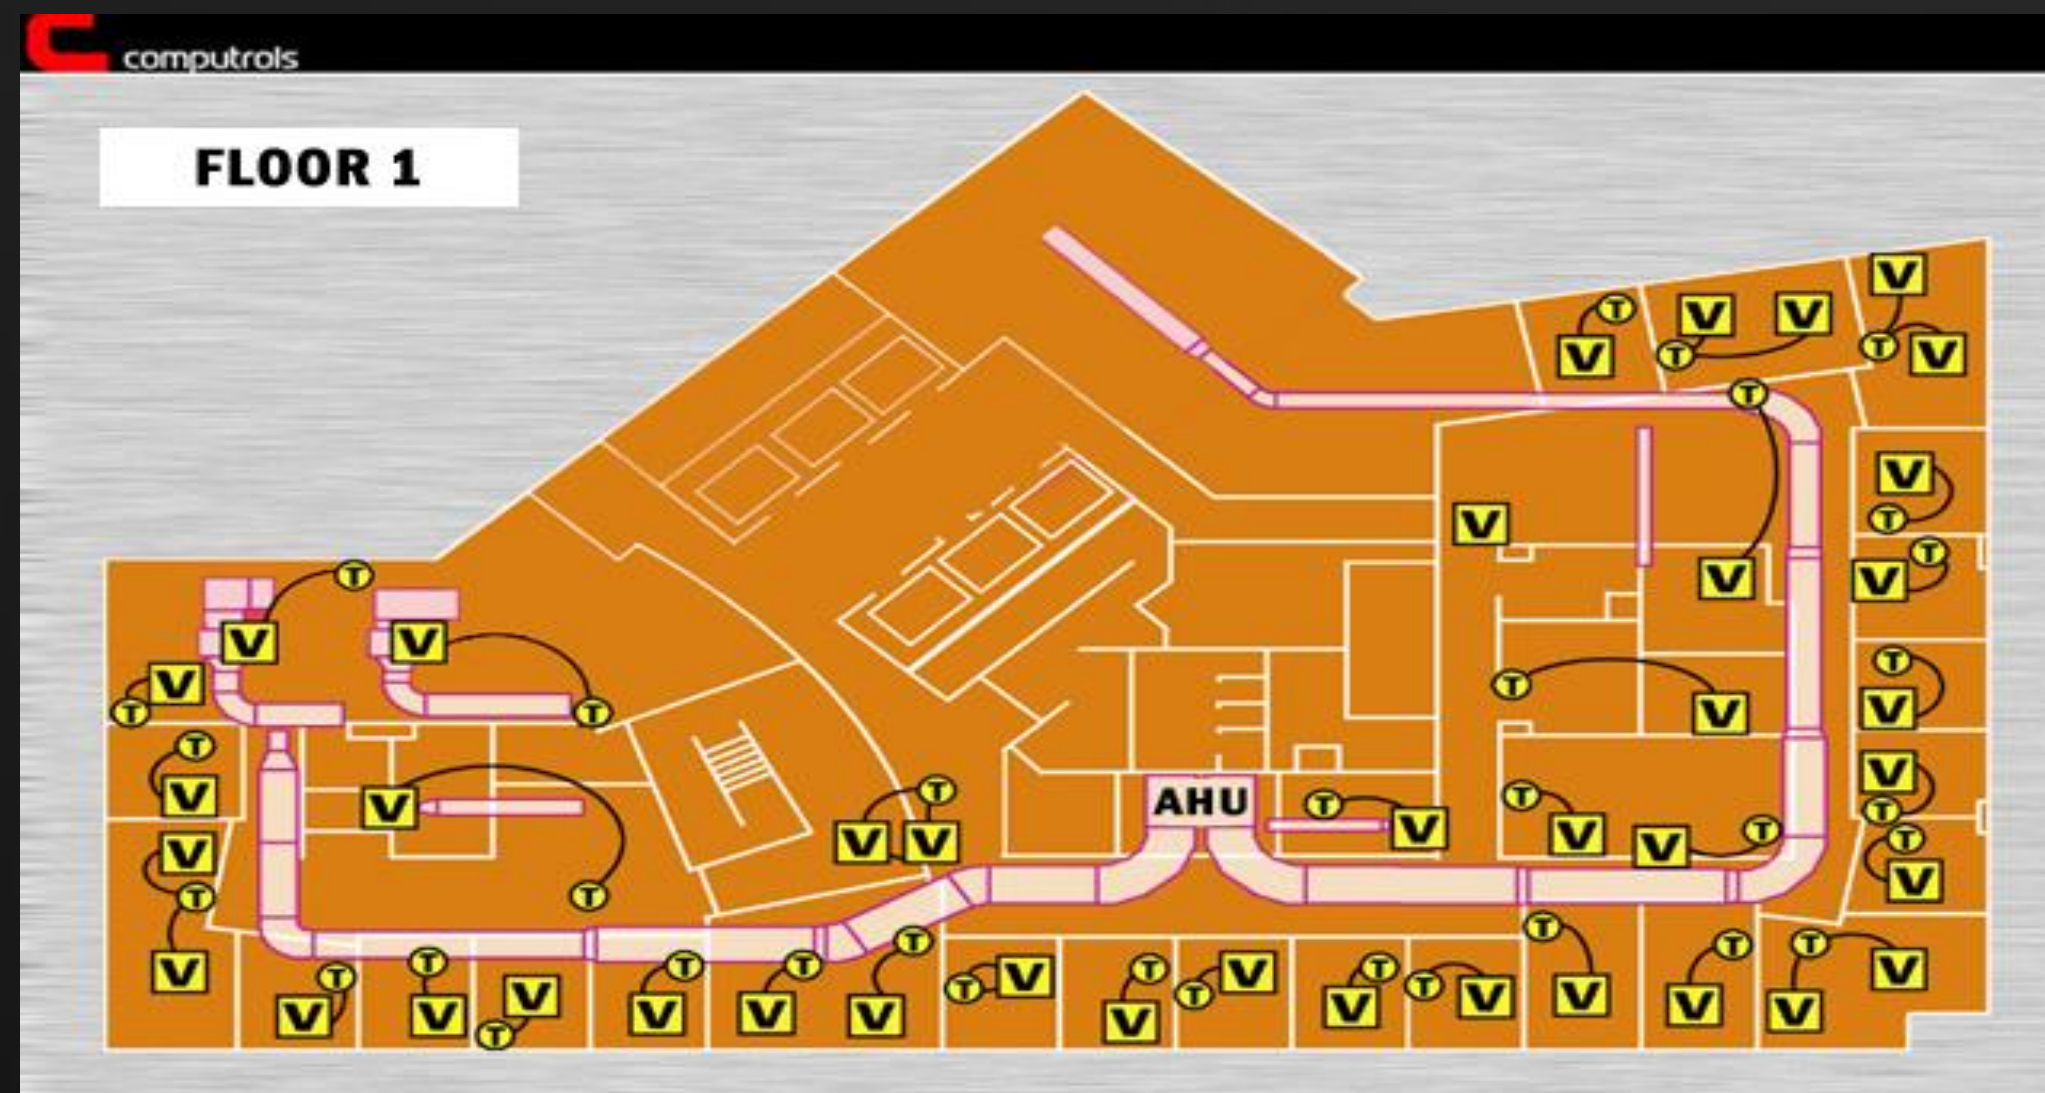 computrols
FLOOR 1
V
T
V V
V T T V
T
V
V T
T
T V V
V V
T
V T
T T V V
T
V
V T AHU T T T
V V V T T
V V V V
V
T T
T
T T T
T T T T T
V T V V V
V T T T V V
V V V V V V V V V
T